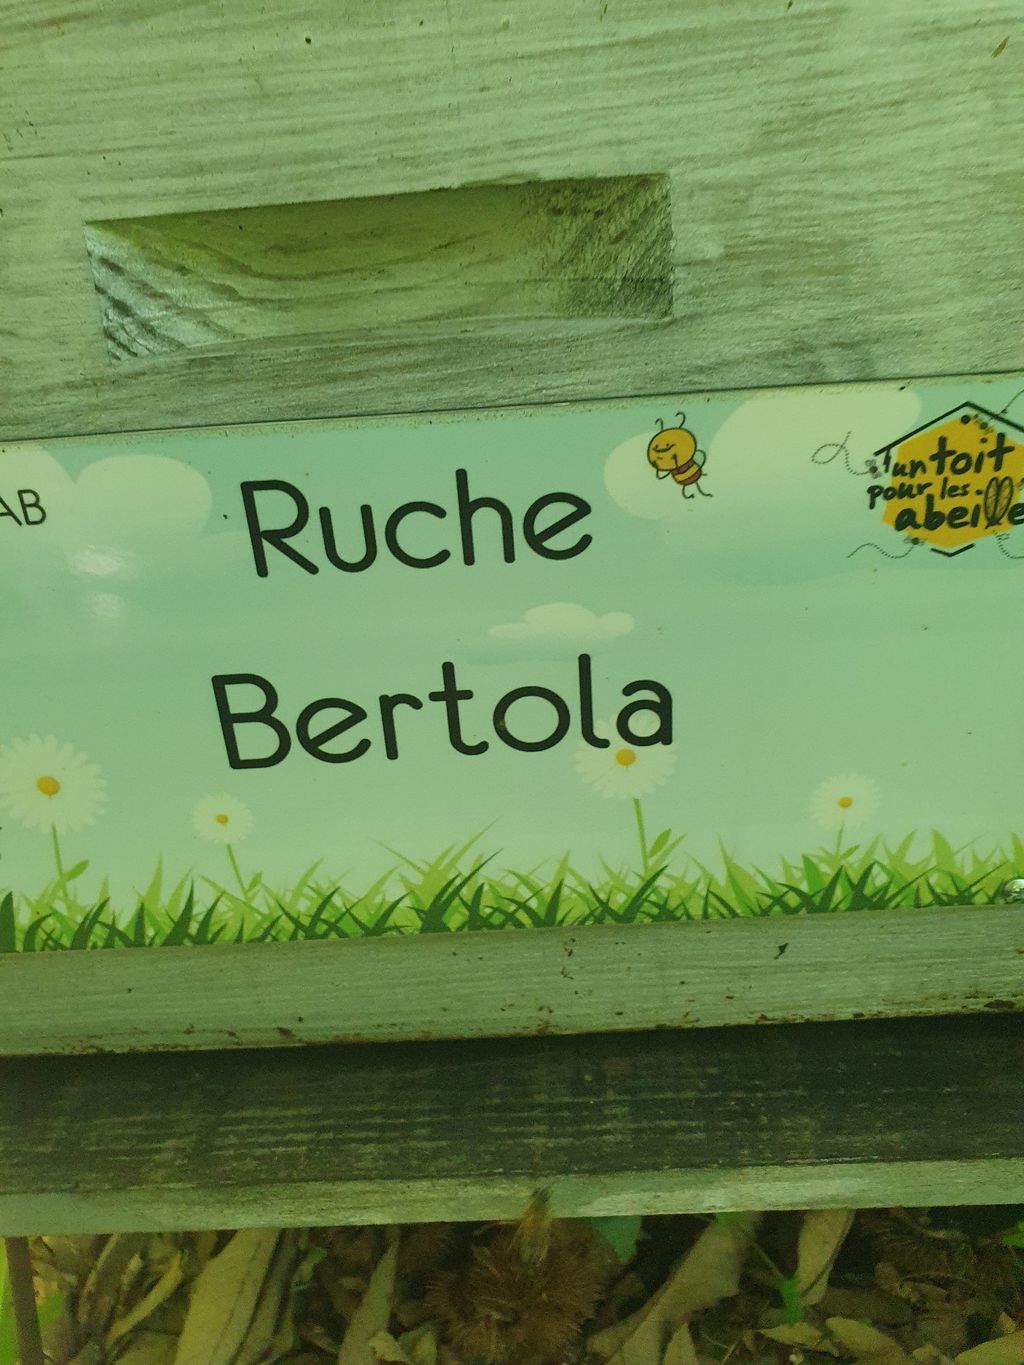 AB
Ruche
Bertola
un toit
pour les
abeilles